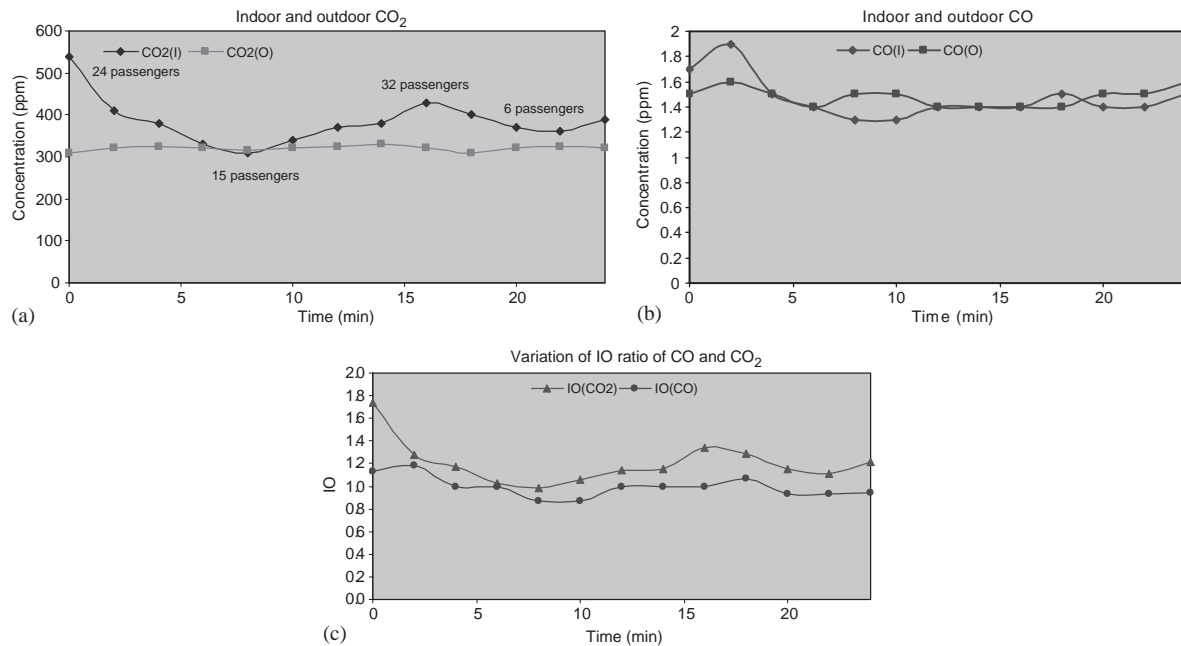 Indoor and outdoor CO2
600
500
400
300
400
300
100
0
Concentration (ppm)
CO2(I) CO2(O)
24 passengers
32 passengers
6 passengers
15 passengers
0 5 10 15 20
Time (min)
(a)
Indoor and outdoor CO
2
1.8
1.6
1.4
1.2
1
0.8
0.6
0.4
0.2
0
Concentration (ppm)
CO(I) CO(O)
0 5 10 15 20
Time (min)
(b)
Variation of IO ratio of CO and CO2
2.0
1.8
1.6
1.4
1.2
1.0
0.8
0.6
0.4
0.2
0.0
IO
IO(CO2) IO(CO)
0 5 10 15 20
Time (min)
(c)